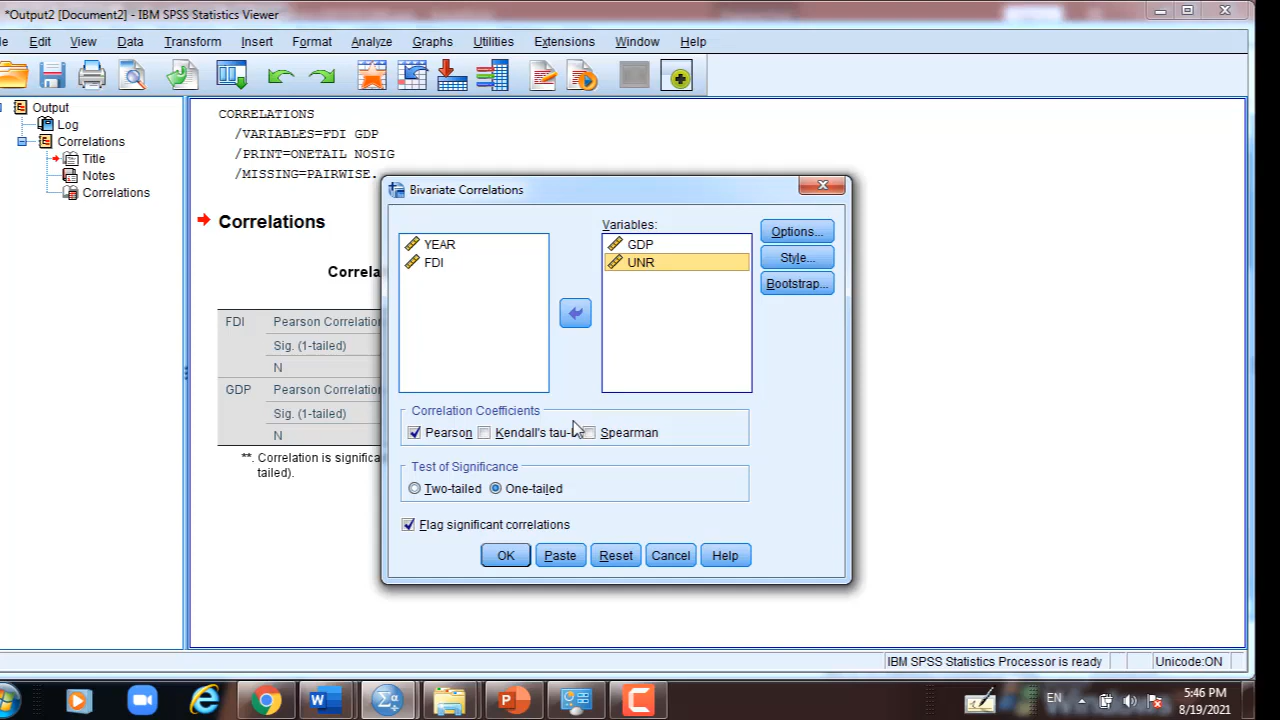 *Output2 [Document2] - IBM SPSS Statistics Viewer
le Edit View Data Transform Insert Format Analyze Graphs Utilities Extensions Window Help
Output
Log
Correlations
Title
Notes
Correlations
CORRELATIONS
/VARIABLES=FDI GDP
/PRINT=ONETAIL NOSIG
/MISSING=PAIRWISE.
Correlations
Correla
FDI Pearson Correlation
Sig. (1-tailed)
N
GDP Pearson Correlation
Sig. (1-tailed)
N
**. Correlation is significa
tailed).
Bivariate Correlations
YEAR
FDI
Variables:
GDP
UNR
Options...
Style...
Bootstrap...
Correlation Coefficients
Pearson Kendall's tau- Spearman
Test of Significance
Two-tailed One-tailed
Flag significant correlations
OK Paste Reset Cancel Help
IBM SPSS Statistics Processor is ready Unicode:ON
EN
5:46 PM
8/19/2021